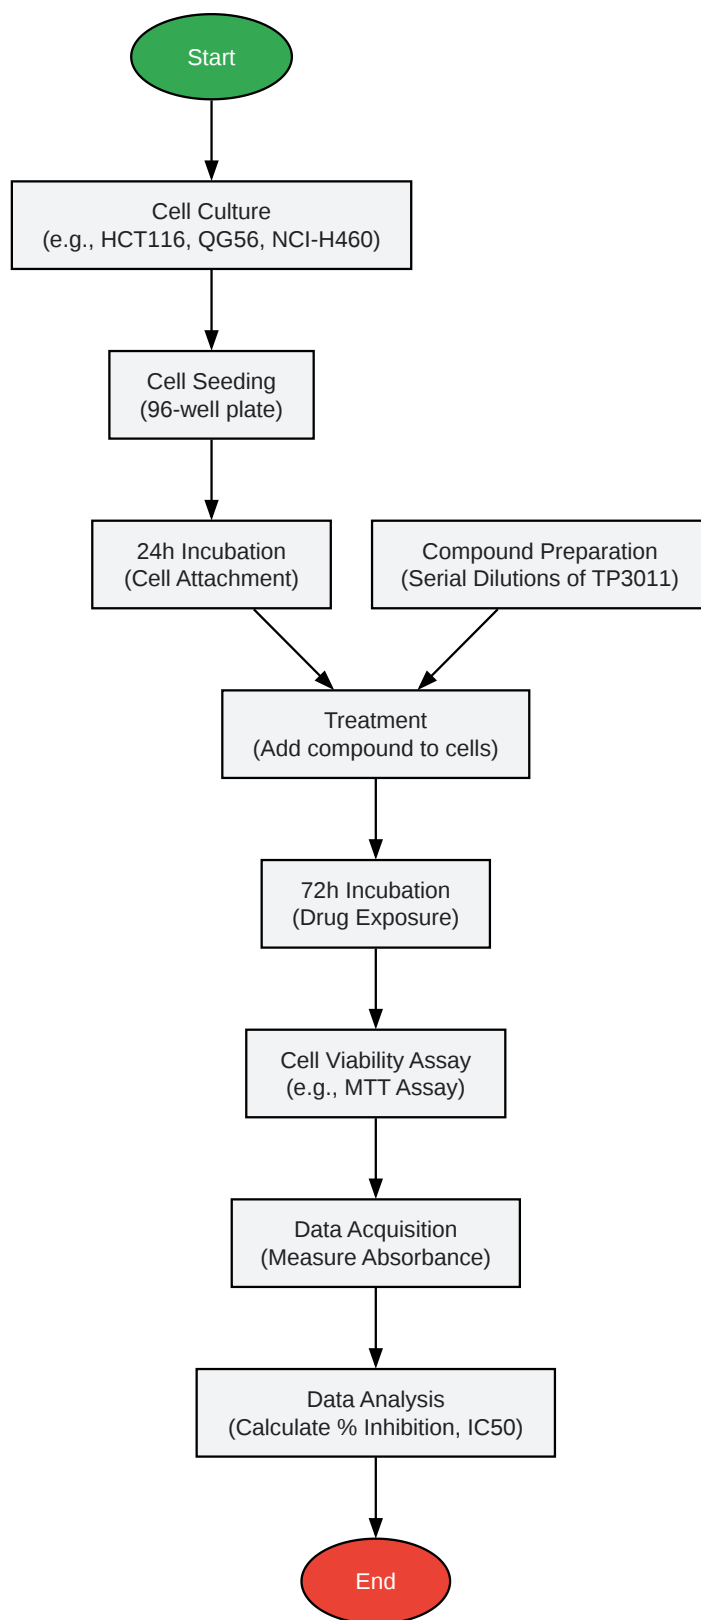 Start
Cell Culture
(e.g., HCT116, QG56, NCI-H460)
Cell Seeding
(96-well plate)
24h Incubation
(Cell Attachment)
Compound Preparation
(Serial Dilutions of TP3011)
Treatment
(Add compound to cells)
72h Incubation
(Drug Exposure)
Cell Viability Assay
(e.g., MTT Assay)
Data Acquisition
(Measure Absorbance)
Data Analysis
(Calculate % Inhibition, IC50)
End